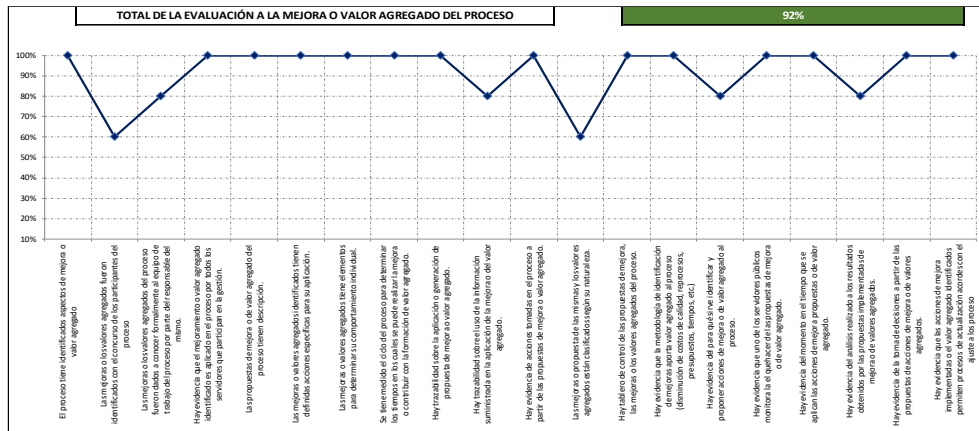 TOTAL DE LA EVALUACIÓN A LA MEJORA O VALOR AGREGADO DEL PROCESO
92%
100%
90%
80%
70%
60%
50%
40%
30%
20%
10%
El proceso tiene identificados aspectos de mejora o
valor agregado
Las mejoras o los valores agregados fueron
identificados con el concurso de los participantes del
proceso
Las mejoras o los valores agregados del proceso
fueron dados a conocer formalmente al equipo de
trabajo del proceso por parte del responsable del
mismo.
Hay evidencia que el mejoramiento o valor agregado
identificado es aplicado en el proceso por todos los
servidores que participan en la gestión.
Las propuestas de mejora o de valor agregado del
proceso tienen descripción.
Las mejoras o valores agregados identificados tienen
definidas acciones específicas para su aplicación.
Las mejoras o valores agregados tiene elementos
para determinar su comportamiento individual.
Se tiene medido el ciclo del proceso para determinar
los tiempos en los cuales se puede realizar la mejora
o contribuir con la formación de valor agregado.
Hay trazabilidad sobre la aplicación o generación de
propuesta de mejora o valor agregado.
Hay trazabilidad sobre el uso de la información
suministrada en la aplicación de la mejora o del valor
agregado.
Hay evidencia de acciones tomadas en el proceso a
partir de las propuestas de mejora o valor agregado.
Las mejoras o propuesta de las mismas y los valores
agregados están clasificados según su naturaleza.
Hay tablero de control de las propuestas de mejora,
las mejoras o los valores agregados del proceso.
Hay evidencia que la metodología de identificación
de mejoras aporta valor agregado al proceso
(disminución de costos de calidad, reprocesos,
presupuestos, tiempos, etc.)
Hay evidencia del para qué sirve identificar y
proponer acciones de mejora o de valor agregado al
proceso.
Hay evidencia que uno de los servidores públicos
monitorea el quehacer de las propuestas de mejora
o de valor agregado.
Hay evidencia del momento en el tiempo que se
aplican las acciones de mejora propuestas o de valor
agregado.
Hay evidencia del análisis realizado a los resultados
obtenidos por las propuestas implementadas de
mejora o de valores agregados.
Hay evidencia de la toma de decisiones a partir de las
propuestas de acciones de mejora o de valores
agregados.
Hay evidencia que las acciones de mejora
implementadas o el valor agregado identificados
permiten procesos de actualización acordes con el
ajuste a los proceso